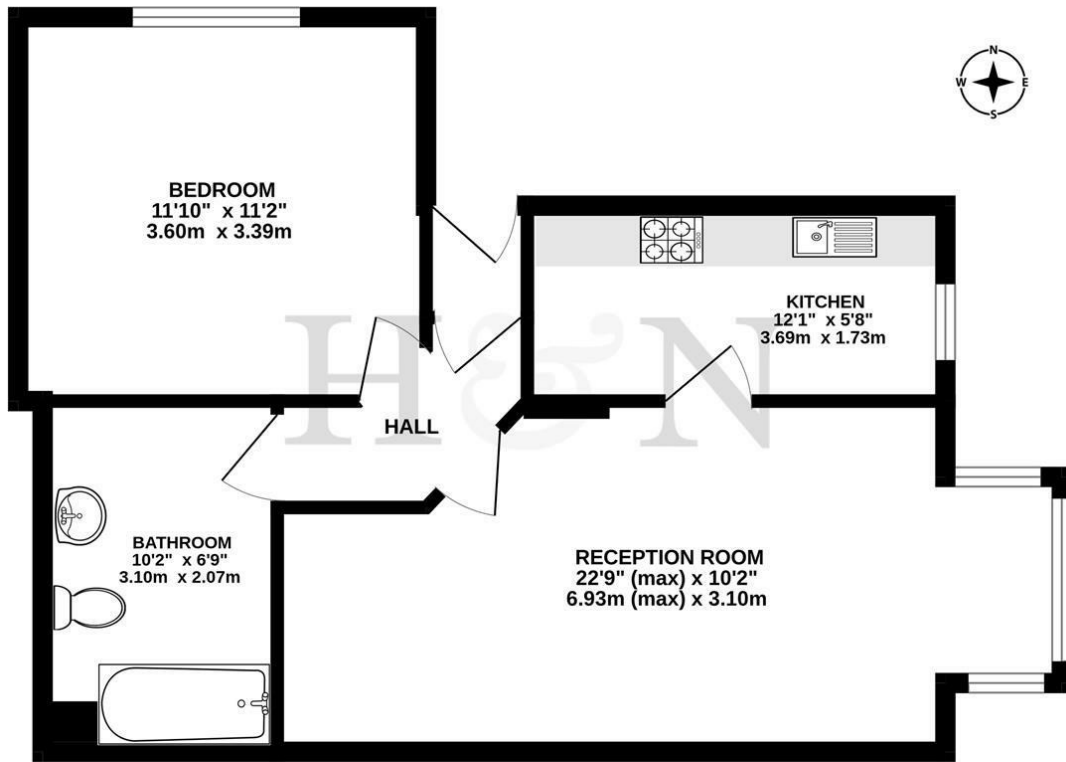 N
W E
S
BEDROOM
11'10" x 11'2"
3.60m x 3.39m
KITCHEN
12'1" x 5'8"
3.69m x 1.73m
H&N
HALL
BATHROOM
10'2" x 6'9"
3.10m x 2.07m
RECEPTION ROOM
22'9" (max) x 10'2"
6.93m (max) x 3.10m